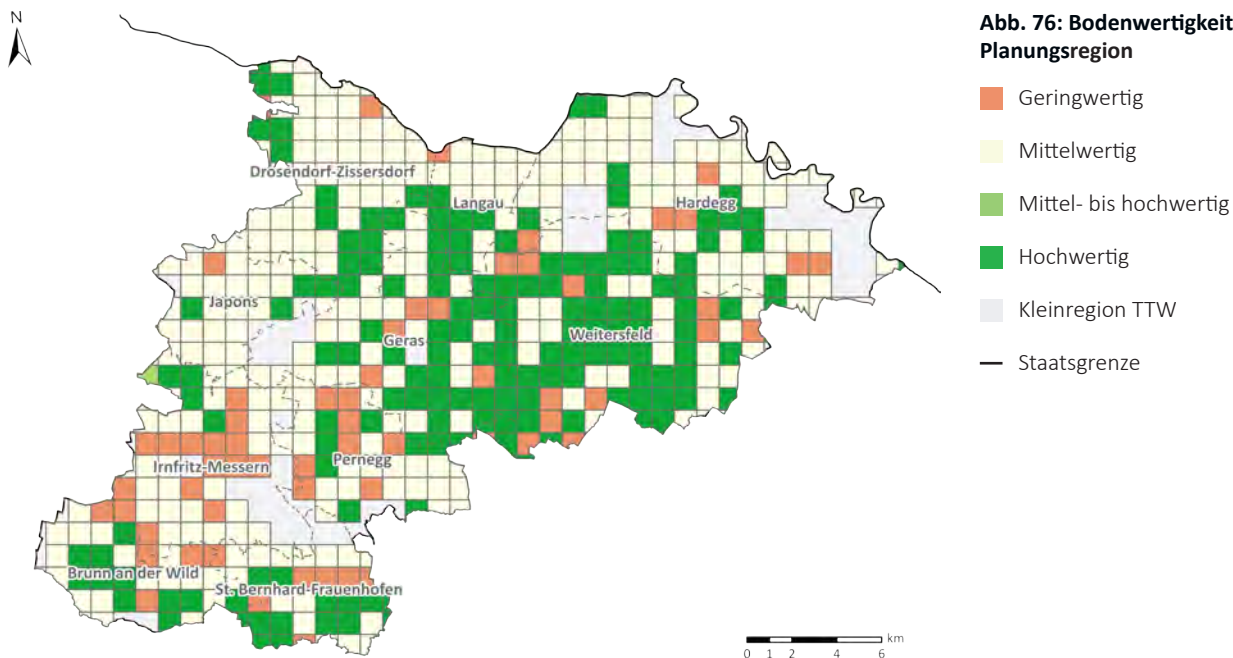 N
Abb. 76: Bodenwertigkeit
Planungsregion
Geringwertig
Mittelwertig
Mittel- bis hochwertig
Hochwertig
Kleinregion TTW
Staatsgrenze
Drosendorf-Zissersdorf
Langau
Hardegg
Japons
Geras
Weitersfeld
Irnfritz-Messern
Pernegg
Brunn an der Wild
St. Bernhard-Frauenhofen
km
0 1 2 4 6